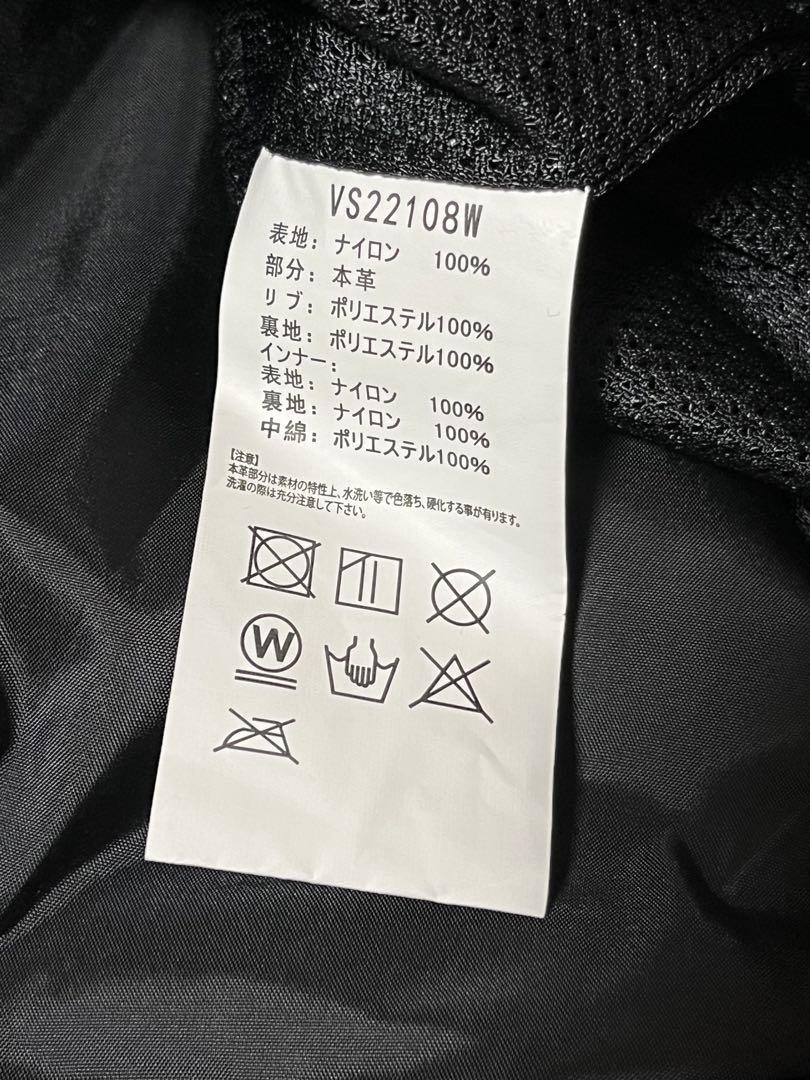 VS22108W
表地：ナイロン 100%
部分：本革
リブ：ポリエステル100%
裏地：ポリエステル100%
インナー：
表地：ナイロン 100%
裏地：ナイロン 100%
中綿：ポリエステル100%
【注意】
本革部分は素材の特性上、水洗い等で色落ち、硬化する事が有ります。
洗濯の際は充分注意して下さい。
W